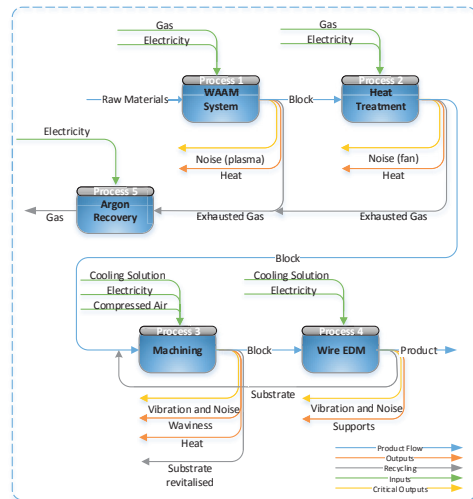 Gas
Electricity
Gas
Electricity
Process 1
WAAM
System
Process 2
Heat
Treatment
Raw Materials
Block
Electricity
Noise (plasma)
Heat
Noise (fan)
Heat
Process 5
Argon
Recovery
Gas
Exhausted Gas
Exhausted Gas
Block
Cooling Solution
Electricity
Compressed Air
Cooling Solution
Electricity
Process 3
Machining
Block
Process 4
Wire EDM
Product
Substrate
Vibration and Noise
Waviness
Heat
Substrate
revitalised
Vibration and Noise
Supports
Product Flow
Outputs
Recycling
Inputs
Critical Outputs